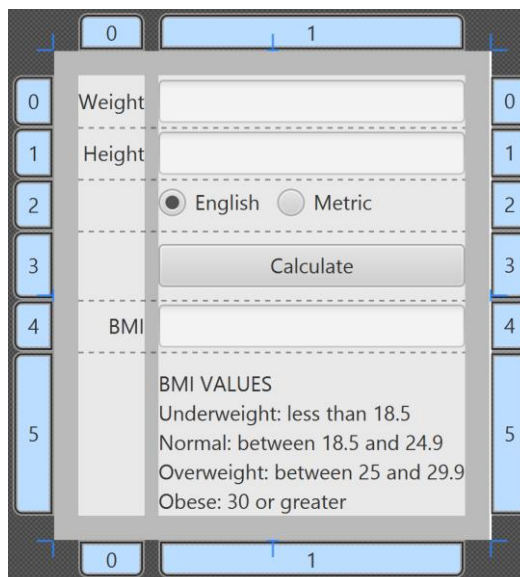 0 1
0 Weight 0
1 Height 1
2 English Metric 2
3 Calculate 3
4 BMI 4
BMI VALUES
Underweight: less than 18.5
5 Normal: between 18.5 and 24.9 5
Overweight: between 25 and 29.9
Obese: 30 or greater
0 1